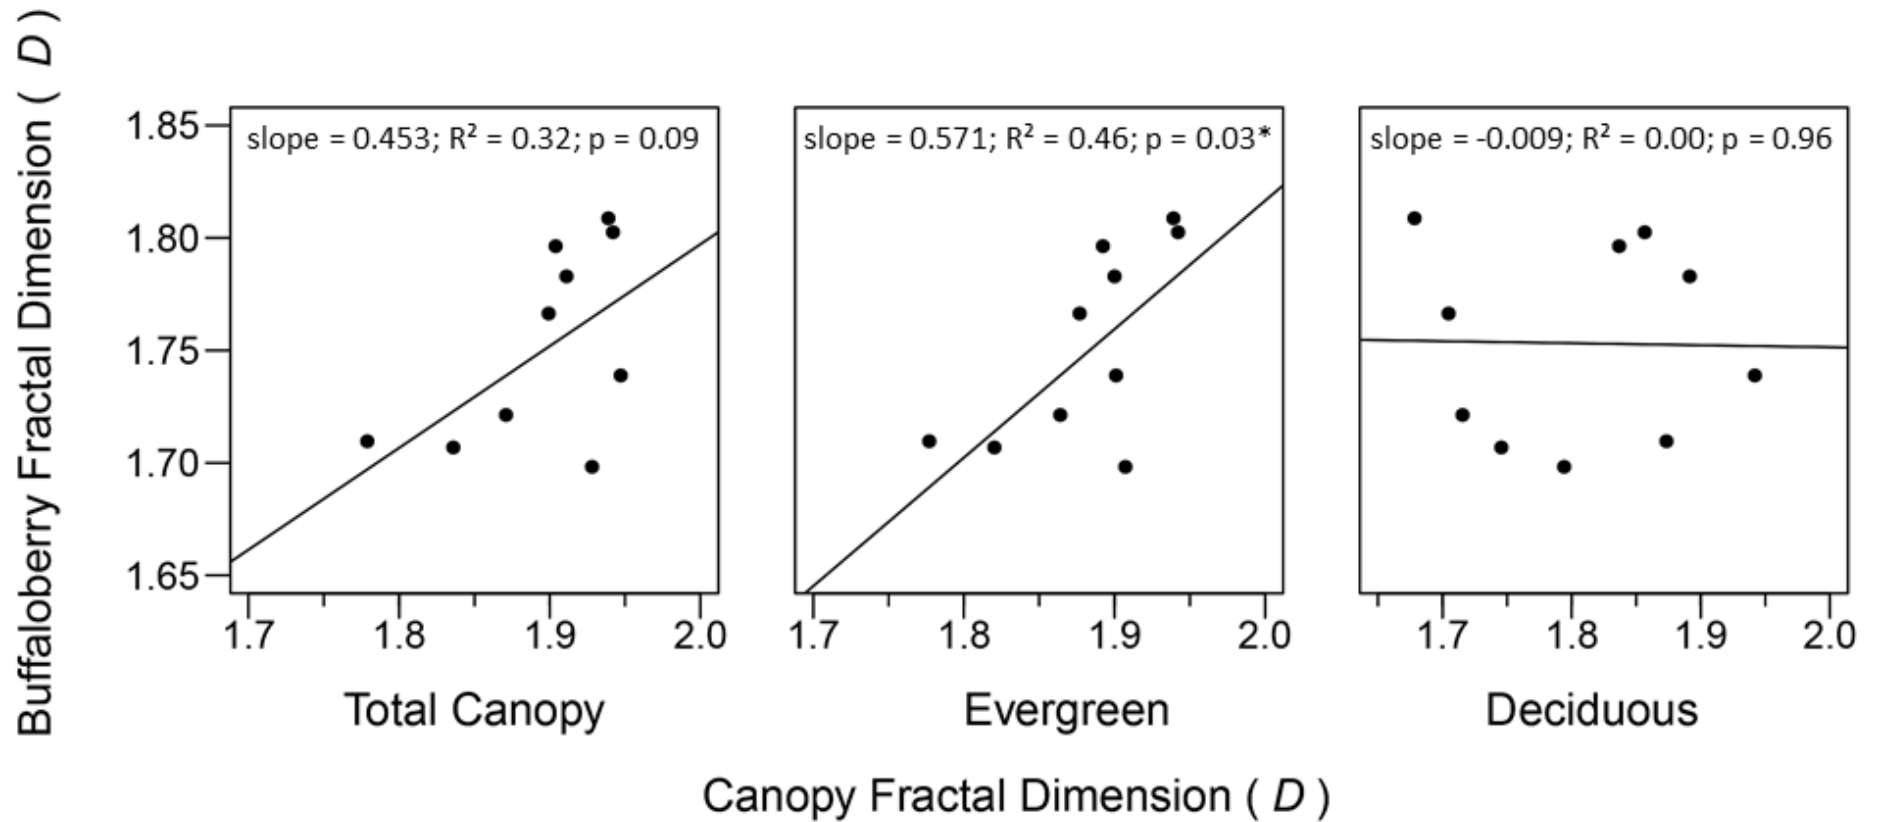 Buffaloberry Fractal Dimension ( D )
1.85
1.80
1.75
1.70
1.65
slope = 0.453; R² = 0.32; p = 0.09
1.7 1.8 1.9 2.0
Total Canopy
slope = 0.571; R² = 0.46; p = 0.03*
1.7 1.8 1.9 2.0
Evergreen
slope = -0.009; R² = 0.00; p = 0.96
1.7 1.8 1.9 2.0
Deciduous
Canopy Fractal Dimension ( D )